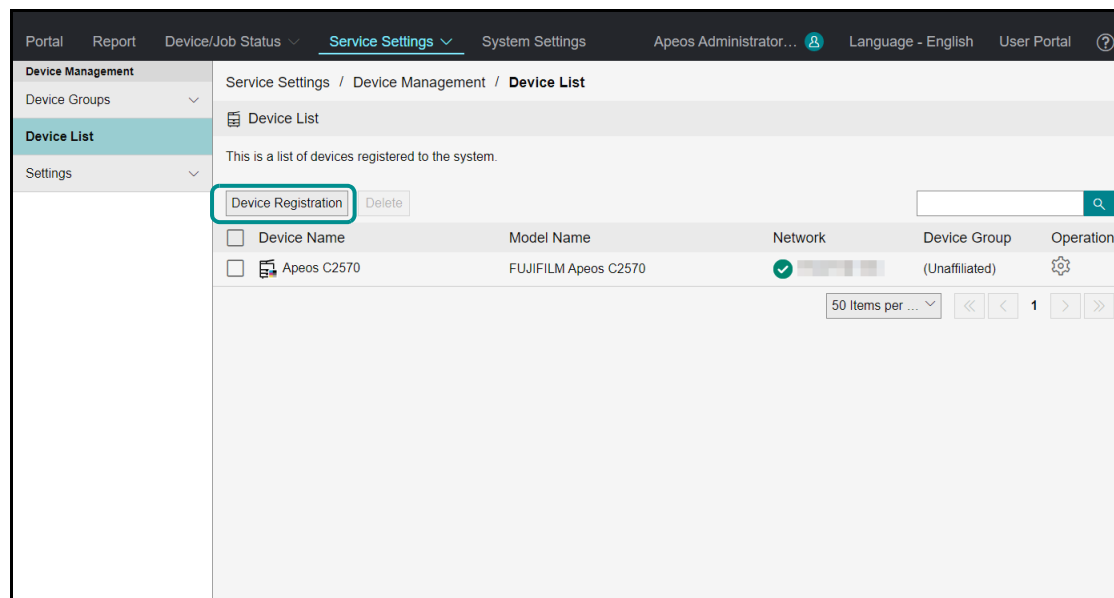 Portal Report Device/Job Status Service Settings System Settings Apeos Administrator... Language - English User Portal ?
Device Management
Device Groups
Device List
Settings
Service Settings / Device Management / Device List
Device List
This is a list of devices registered to the system.
Device Registration Delete
Device Name Model Name Network Device Group Operation
Apeos C2570 FUJIFILM Apeos C2570 (Unaffiliated)
50 Items per ... 1